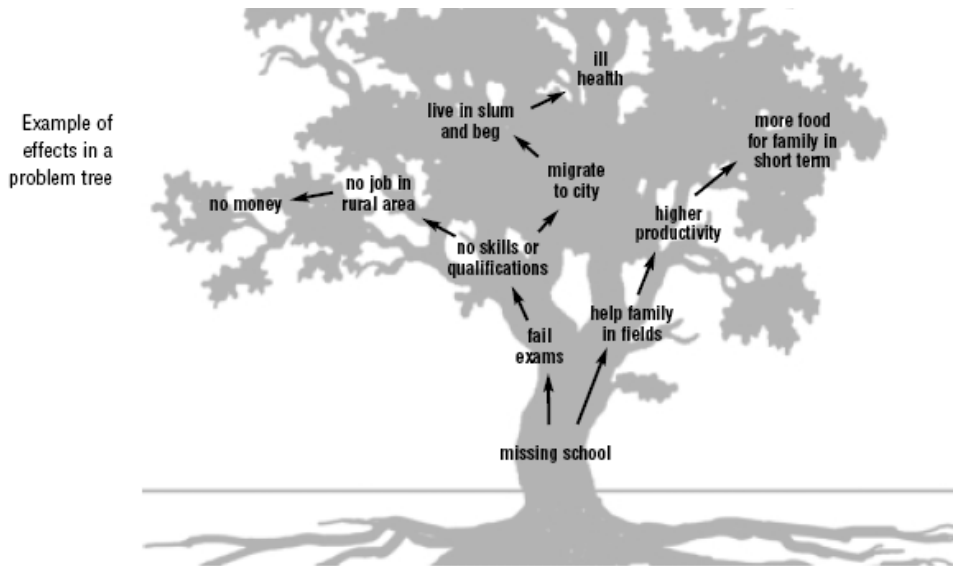 Example of
effects in a
problem tree
ill
health
live in slum
and beg
more food
for family in
short term
migrate
to city
no money
no job in
rural area
higher
productivity
no skills or
qualifications
help family
in fields
fail
exams
missing school